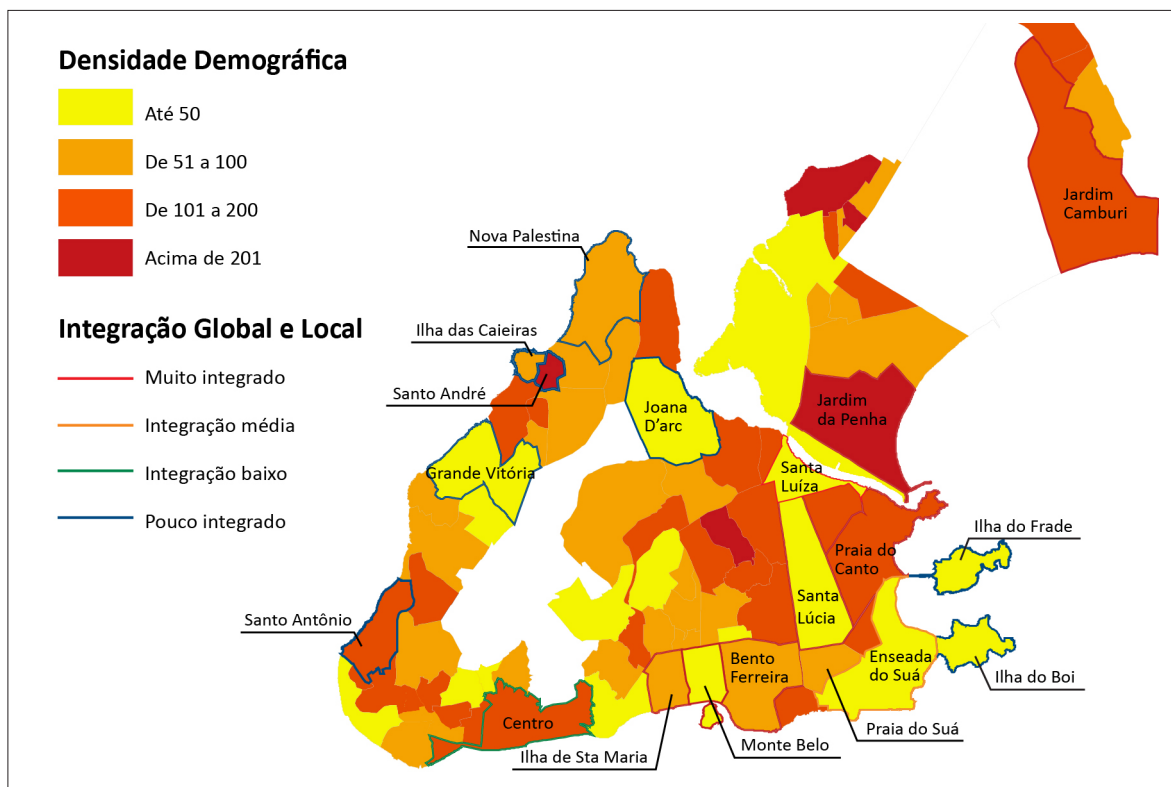 Densidade Demográfica
Até 50
De 51 a 100
De 101 a 200
Acima de 201
Integração Global e Local
Muito integrado
Integração média
Integração baixo
Pouco integrado
Jardim
Camburi
Nova Palestina
Ilha das Caieiras
Santo André
Joana
D'arc
Jardim
da Penha
Grande Vitória
Santa
Luíza
Ilha do Frade
Praia do
Canto
Santa
Lúcia
Santo Antônio
Bento
Ferreira
Enseada
do Suá
Ilha do Boi
Centro
Praia do Suá
Monte Belo
Ilha de Sta Maria